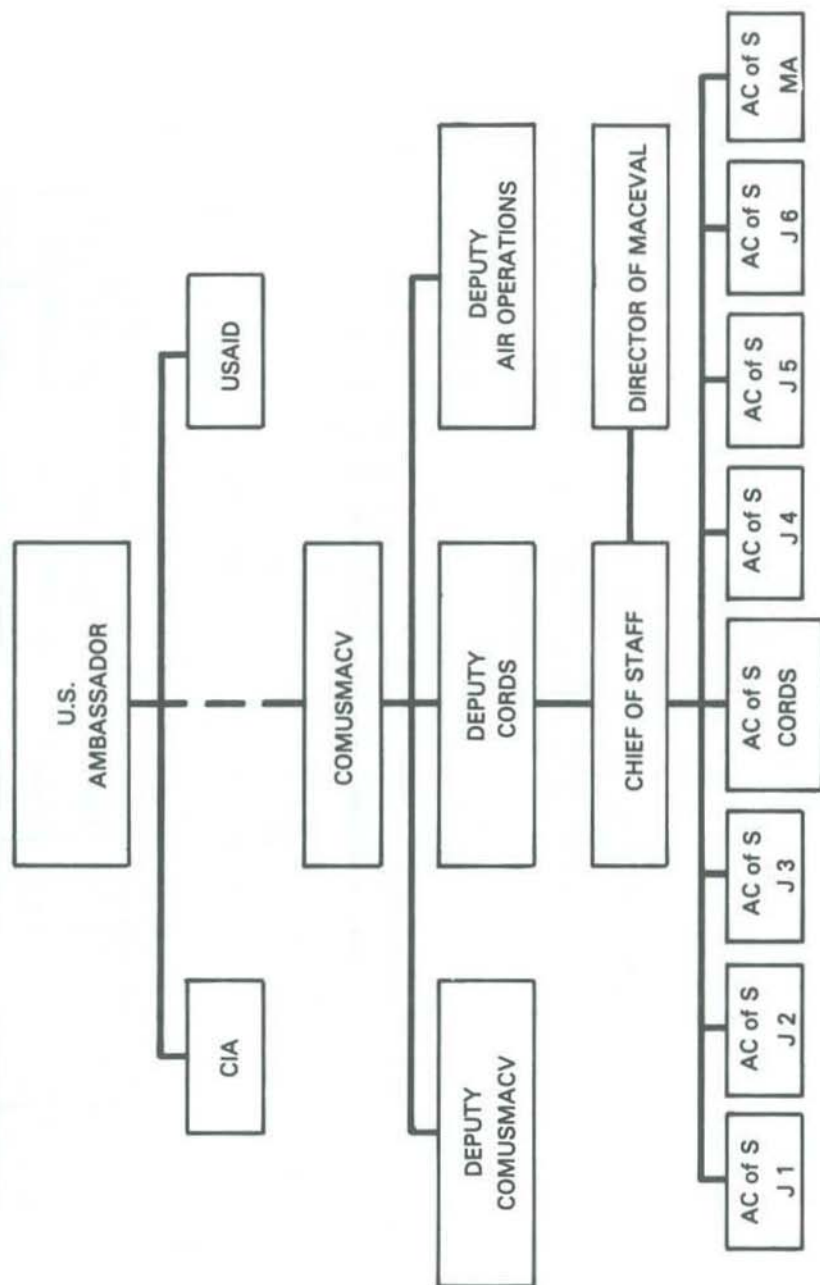 U.S.
AMBASSADOR
CIA
USAID
COMUSMACV
DEPUTY
COMUSMACV
DEPUTY
CORDS
DEPUTY
AIR OPERATIONS
CHIEF OF STAFF
DIRECTOR OF MACEVAL
AC of S
J 1
AC of S
J 2
AC of S
J 3
AC of S
CORDS
AC of S
J 4
AC of S
J 5
AC of S
J 6
AC of S
MA